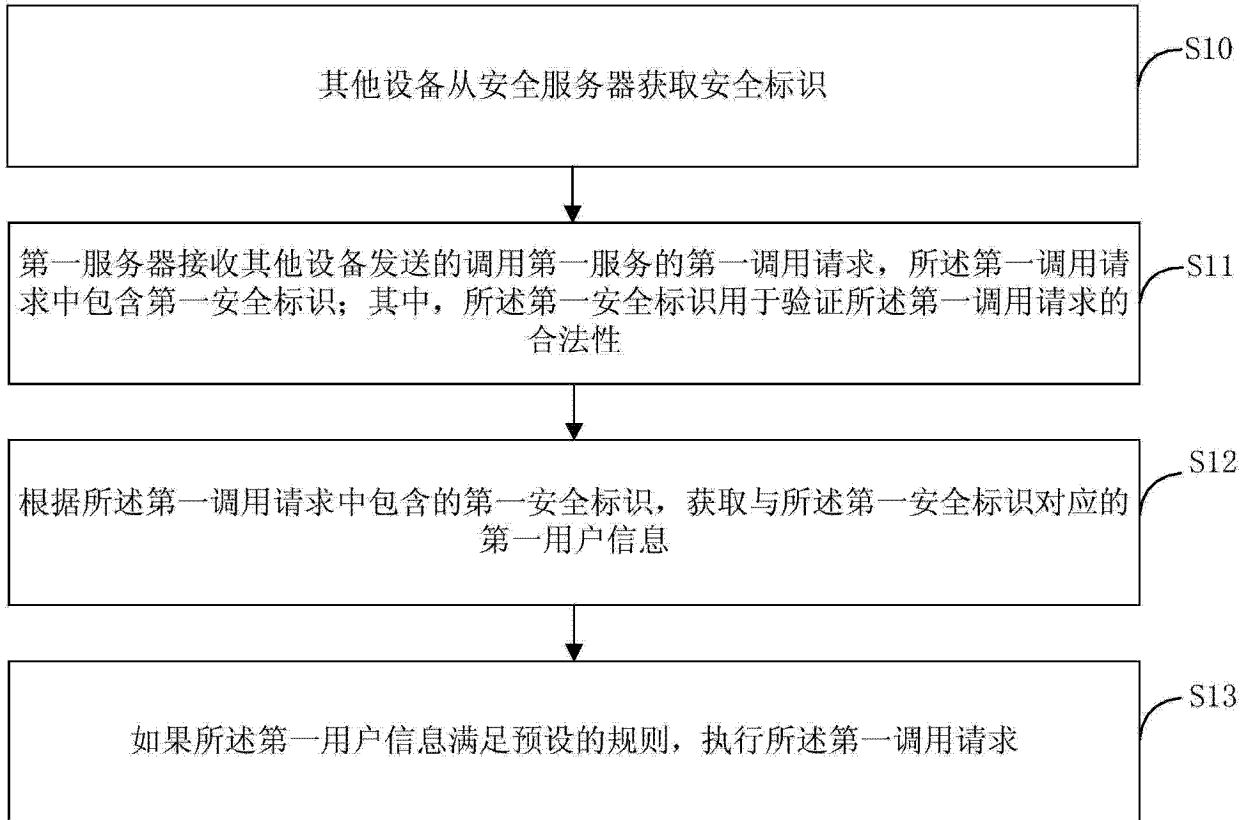 其他设备从安全服务器获取安全标识
S10
第一服务器接收其他设备发送的调用第一服务的第一调用请求，所述第一调用请
求中包含第一安全标识；其中，所述第一安全标识用于验证所述第一调用请求的
合法性
S11
根据所述第一调用请求中包含的第一安全标识，获取与所述第一安全标识对应的
第一用户信息
S12
如果所述第一用户信息满足预设的规则，执行所述第一调用请求
S13